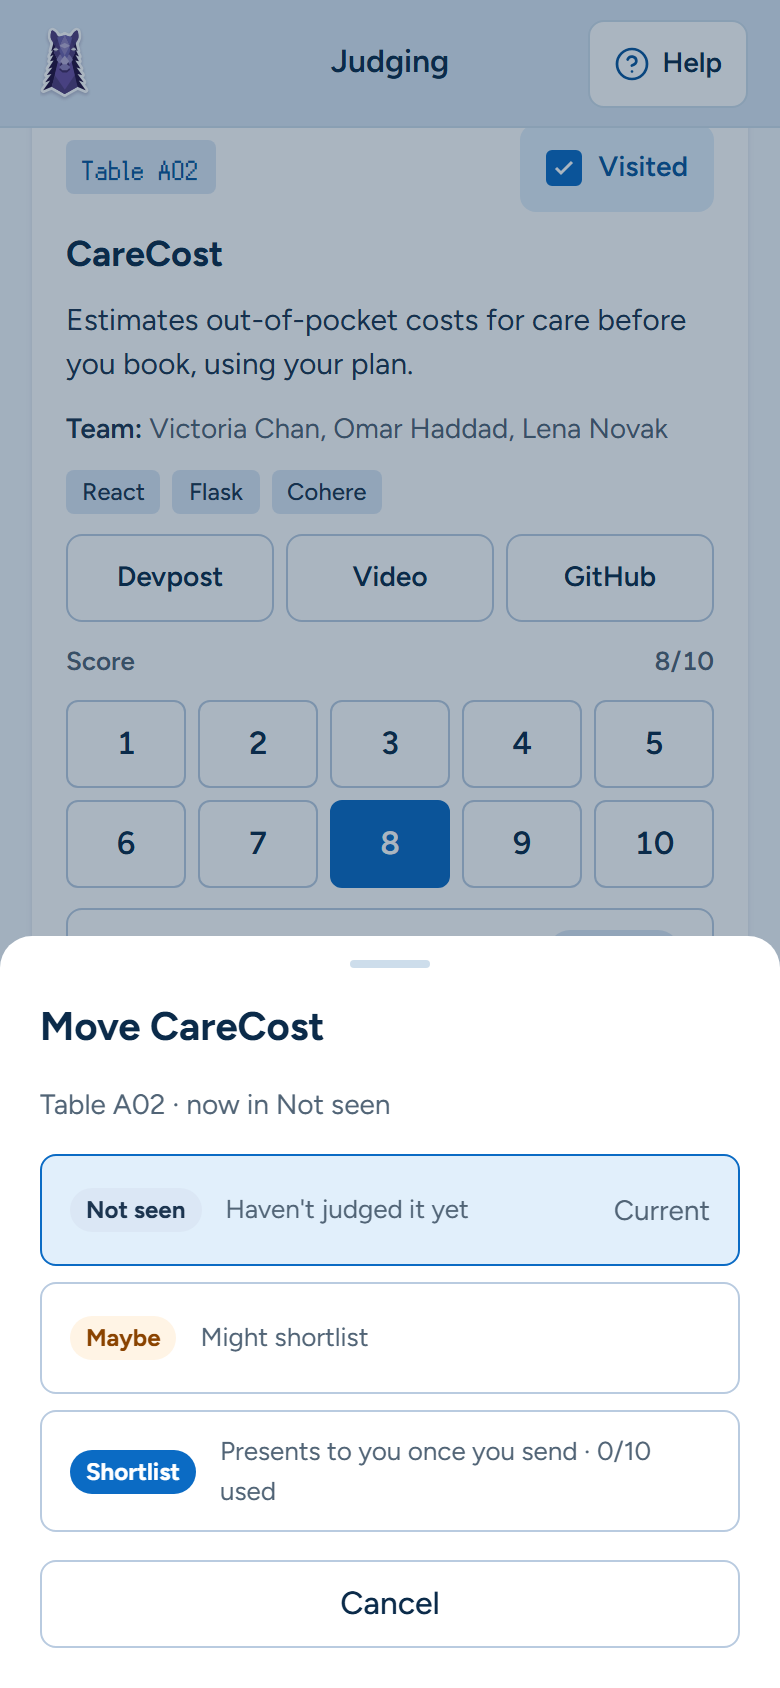 Judging
Help
Table A02
Visited
CareCost
Estimates out-of-pocket costs for care before
you book, using your plan.
Team: Victoria Chan, Omar Haddad, Lena Novak
React Flask Cohere
Devpost Video GitHub
Score 8/10
1 2 3 4 5
6 7 8 9 10
Move CareCost
Table A02 · now in Not seen
Not seen Haven't judged it yet Current
Maybe Might shortlist
Shortlist Presents to you once you send · 0/10
used
Cancel